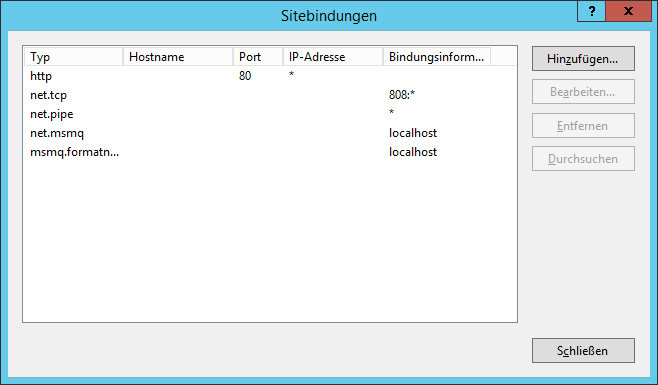 Sitebindungen
? x
Typ Hostname Port IP-Adresse Bindungsinform...
http 80 *
net.tcp 808:*
net.pipe *
net.msmq localhost
msmq.formatn... localhost
Hinzufügen...
Bearbeiten...
Entfernen
Durchsuchen
Schließen